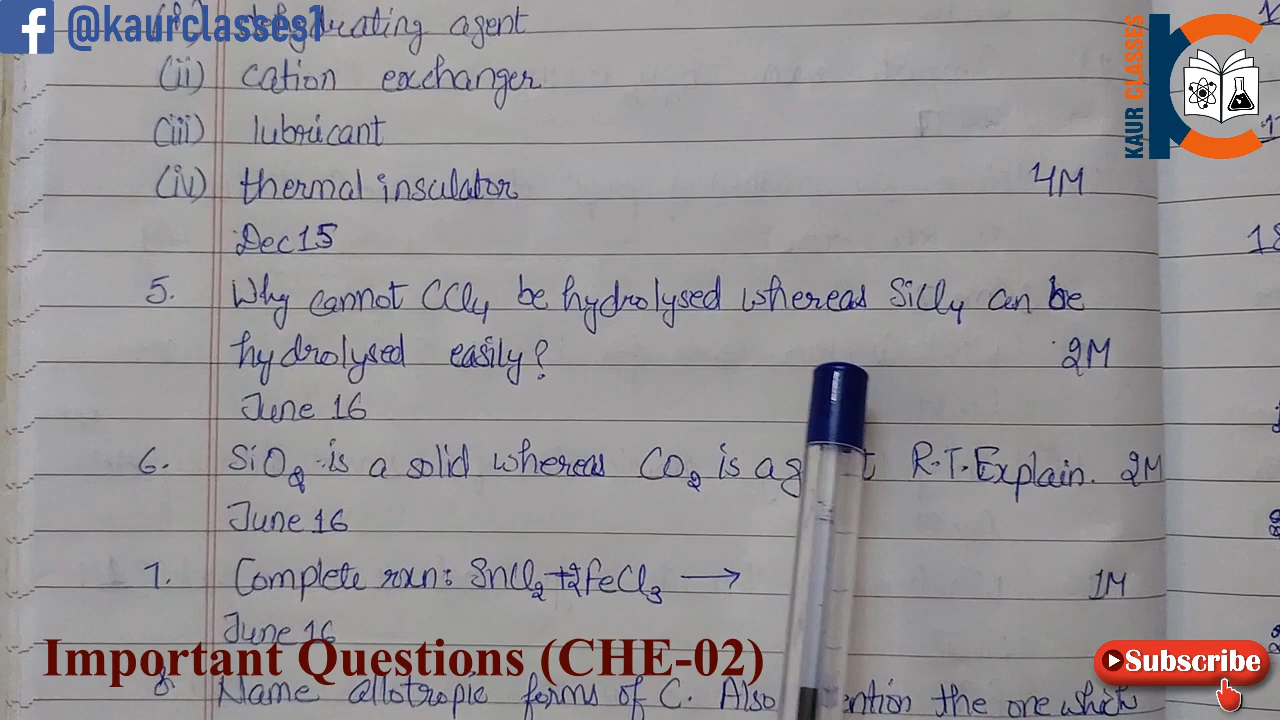 @kaurclasses1
KAUR CLASSES
agent
(ii) cation exchanger
(iii) lubricant
(iv) thermal insulator 4M
Dec 15
5. Why cannot CCl4 be hydrolysed whereas SiCl4 can be
hydrolysed easily? 2M
June 16
6. SiO2 is a solid whereas CO2 is a R.T. Explain. 2M
June 16
7. Complete rxn: SnCl2 + 2FeCl3 → 1M
June 16
Important Questions (CHE-02)
Subscribe
Name allotropic forms of C. Also the one which